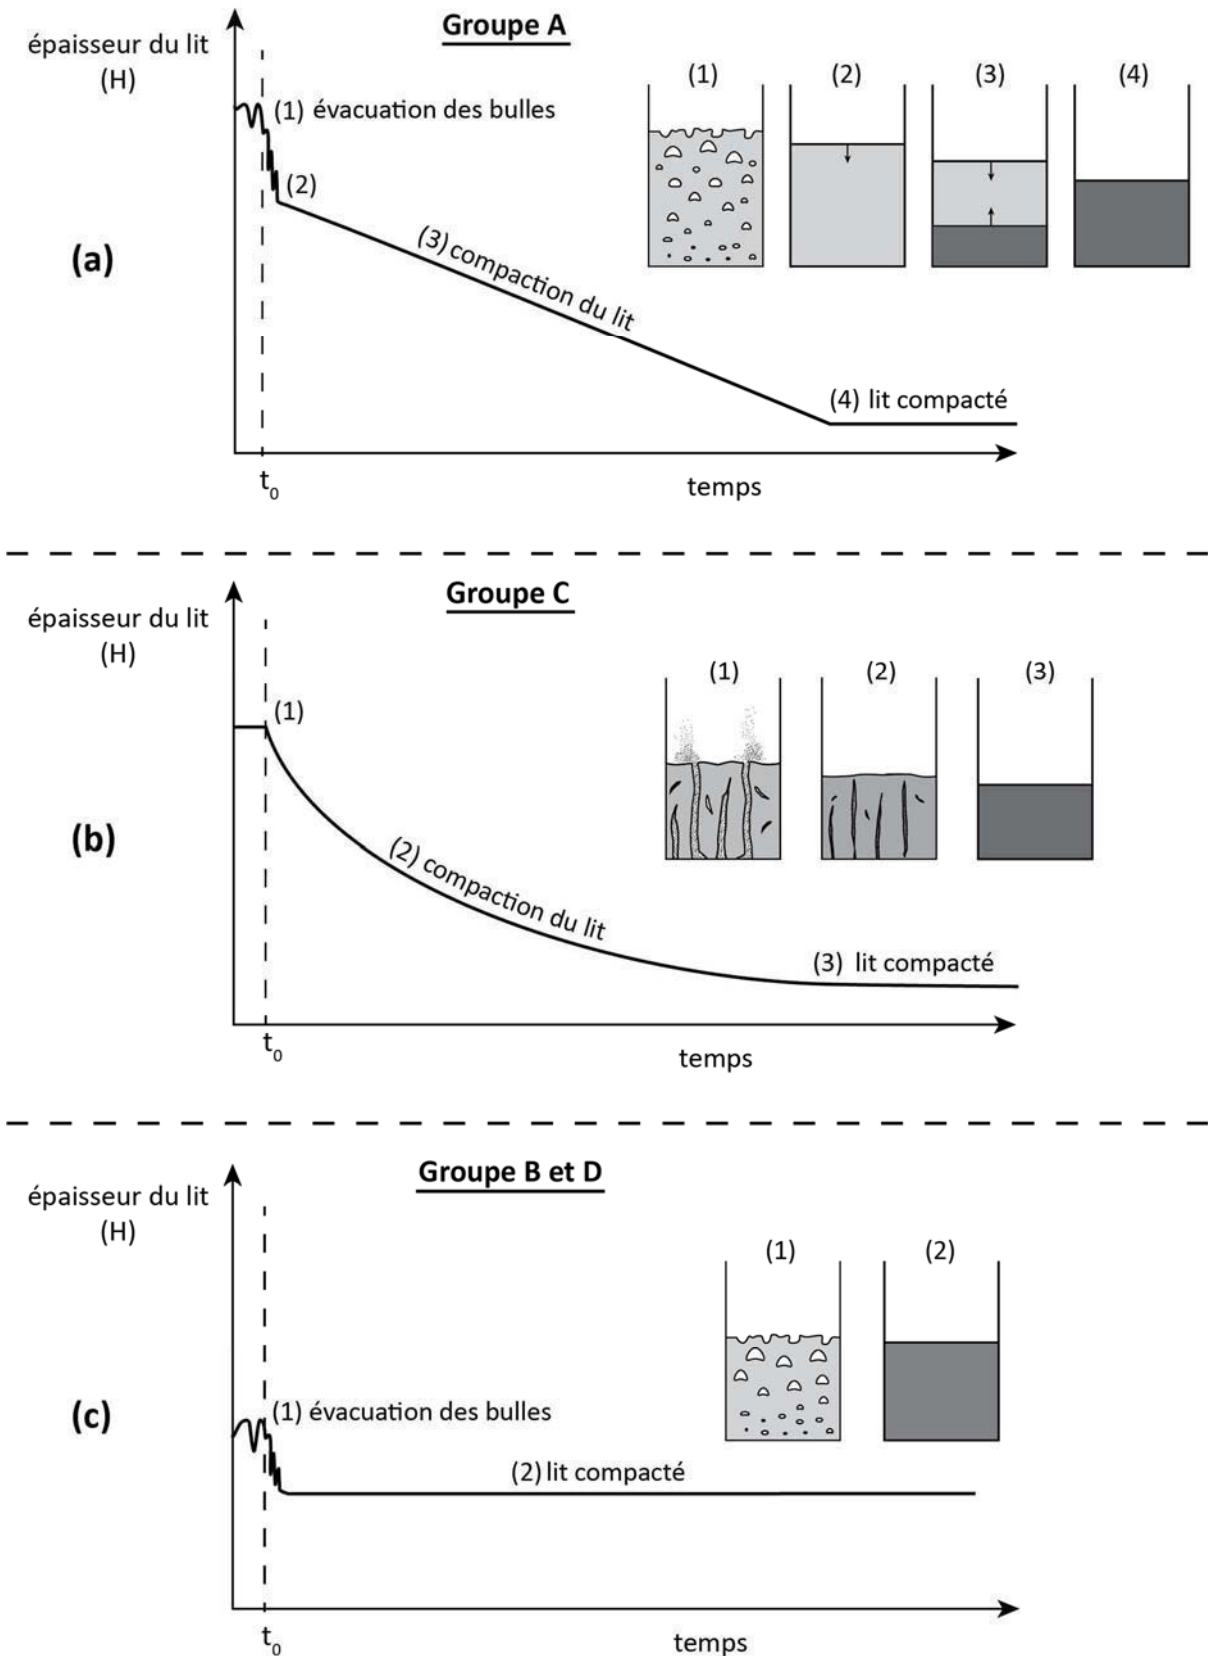 Groupe A
épaisseur du lit
(H)
(1) (2) (3) (4)
(1) évacuation des bulles
(2)
(3) compaction du lit
(a)
(4) lit compacté
t0
temps
Groupe C
épaisseur du lit
(H)
(1) (2) (3)
(1)
(b)
(2) compaction du lit
(3) lit compacté
t0
temps
Groupe B et D
épaisseur du lit
(H)
(1) (2)
(c)
(1) évacuation des bulles
(2) lit compacté
t0
temps